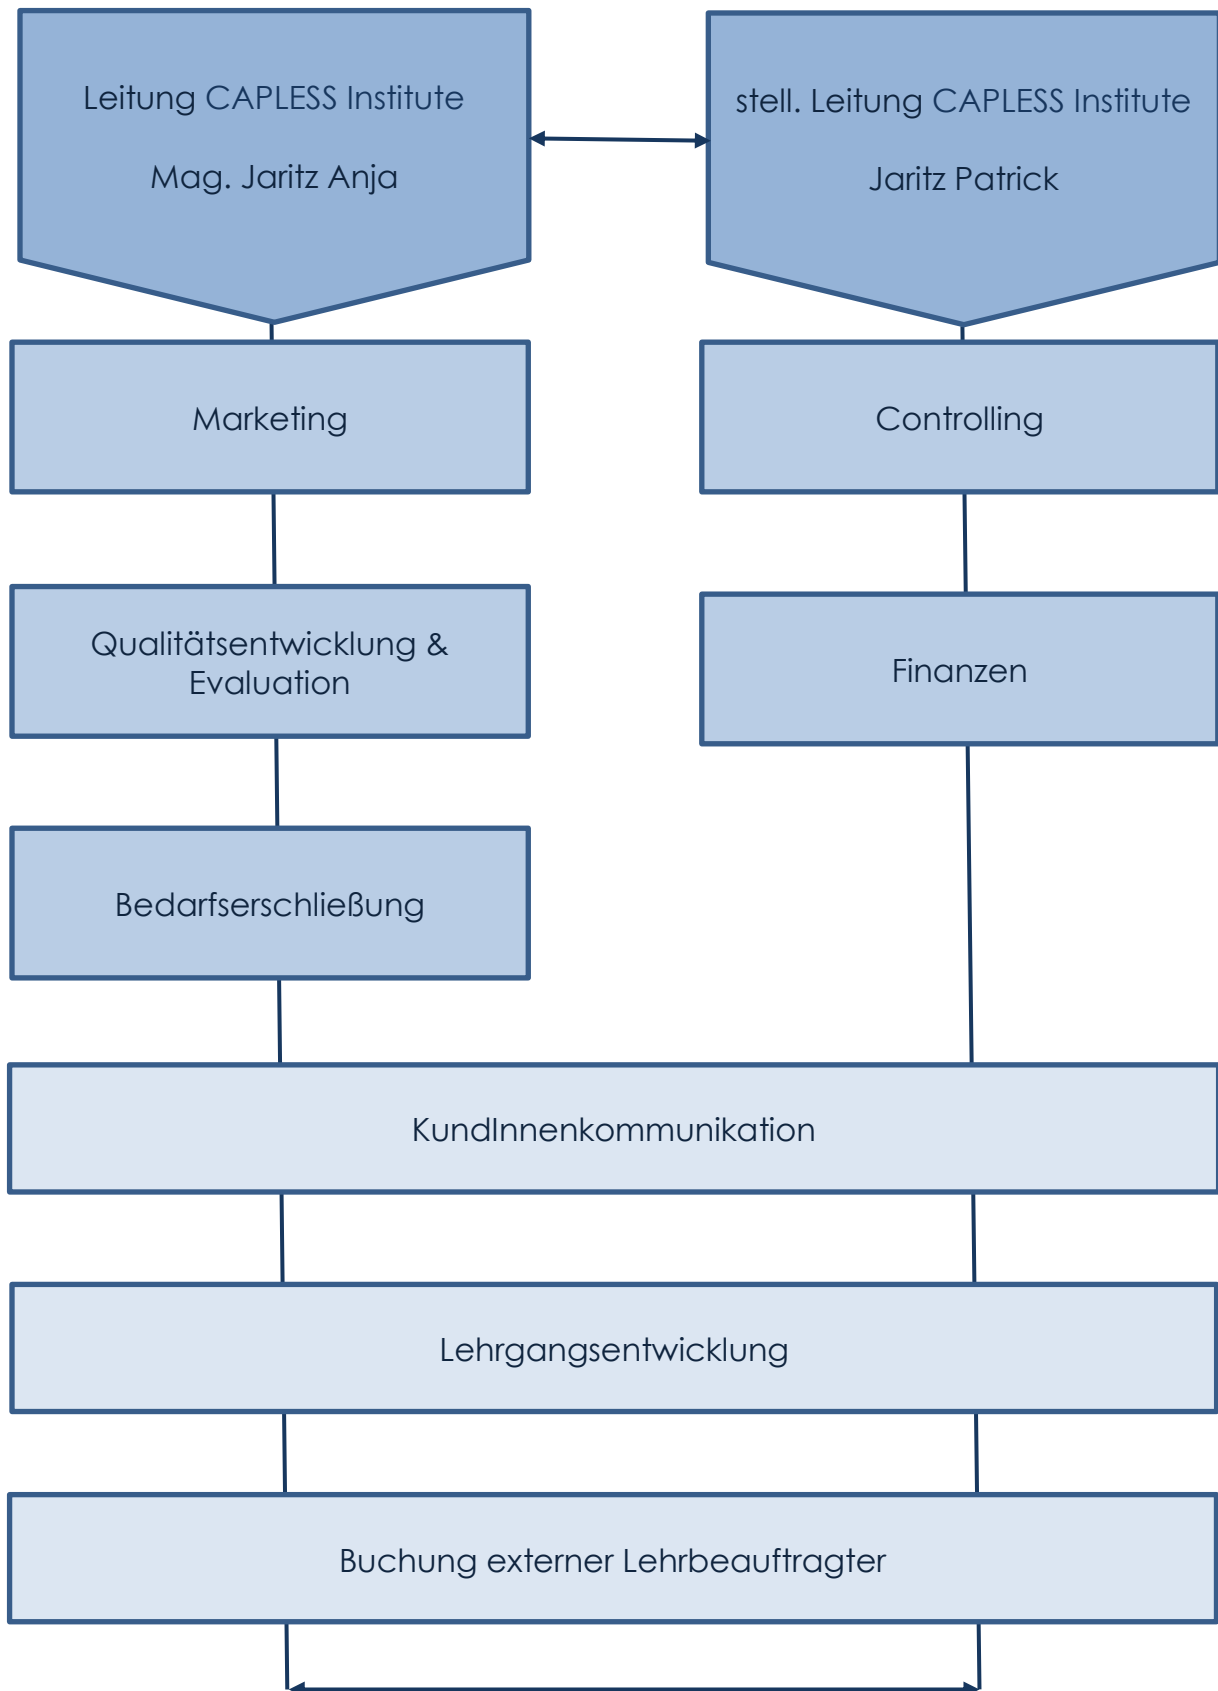 Leitung CAPLESS Institute
Mag. Jaritz Anja
stell. Leitung CAPLESS Institute
Jaritz Patrick
Marketing
Controlling
Qualitätsentwicklung &
Evaluation
Finanzen
Bedarfserschließung
KundInnenkommunikation
Lehrgangsentwicklung
Buchung externer Lehrbeauftragter